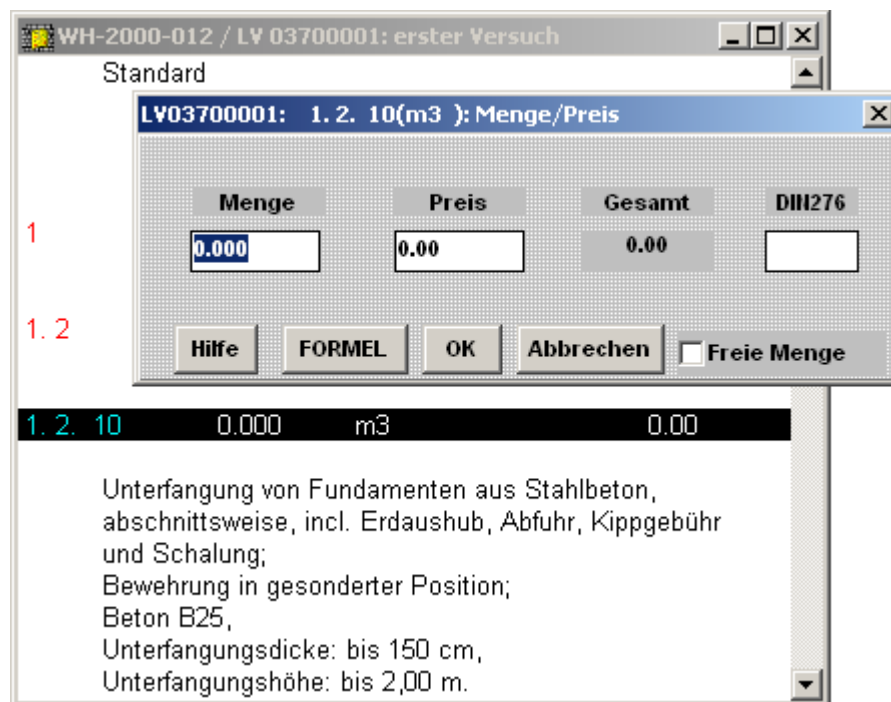 WH-2000-012 / LV 03700001: erster Versuch
Standard
LV03700001: 1. 2. 10(m3 ): Menge/Preis
Menge Preis Gesamt DIN276
1
0.000 0.00 0.00
1. 2
Hilfe FORMEL OK Abbrechen Freie Menge
1. 2. 10 0.000 m3 0.00
Unterfangung von Fundamenten aus Stahlbeton,
abschnittsweise, incl. Erdaushub, Abfuhr, Kippgebühr
und Schalung;
Bewehrung in gesonderter Position;
Beton B25,
Unterfangungsdicke: bis 150 cm,
Unterfangungshöhe: bis 2,00 m.